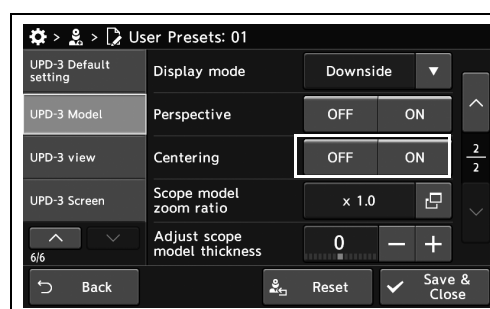 > > User Presets: 01
UPD-3 Default
setting
Display mode
Downside
UPD-3 Model
Perspective
OFF
ON
UPD-3 view
Centering
OFF
ON
2
2
UPD-3 Screen
Scope model
zoom ratio
x 1.0
6/6
Adjust scope
model thickness
0
Back
Reset
Save &
Close